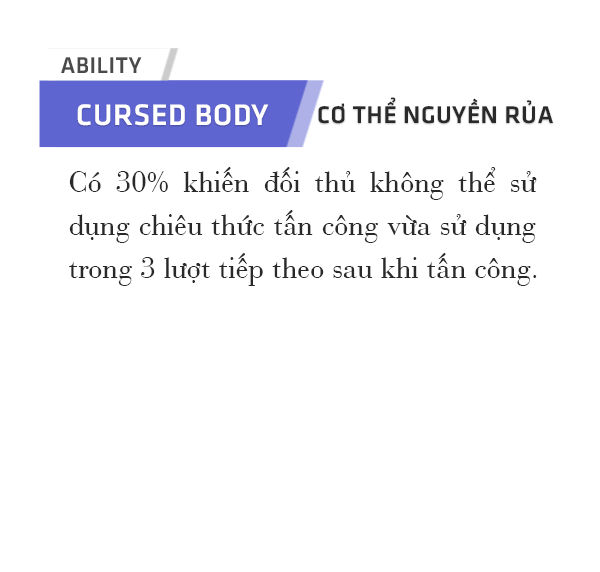 ABILITY
CURSED BODY
CƠ THỂ NGUYỀN RỦA
Có 30% khiến đối thủ không thể sử
dụng chiêu thức tấn công vừa sử dụng
trong 3 lượt tiếp theo sau khi tấn công.